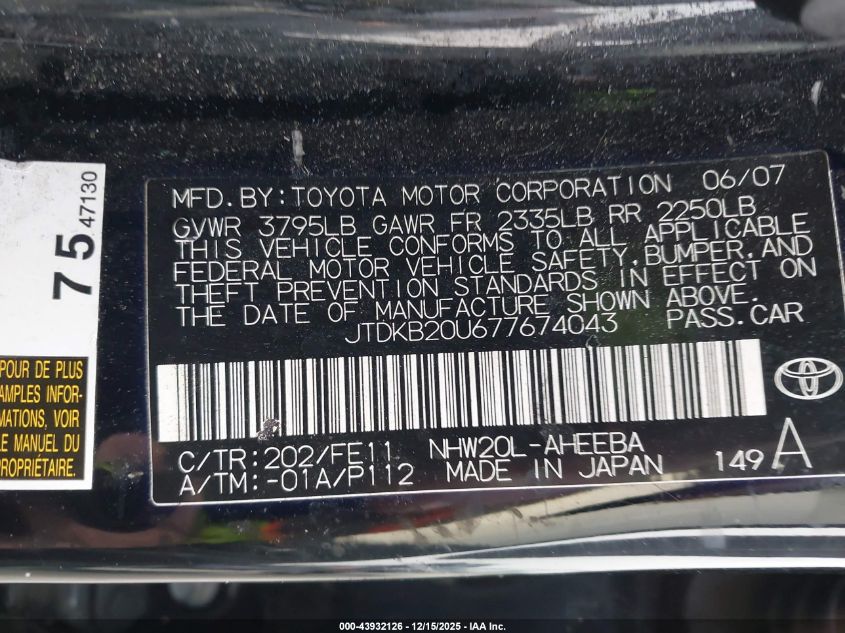 75
47130
POUR DE PLUS
AMPLES INFOR-
MATIONS, VOIR
LE MANUEL DU
PROPRIÉTAIRE
MFD.BY:TOYOTA MOTOR CORPORATION 06/07
GVWR 3795LB GAWR FR 2335LB RR 2250LB
THIS VEHICLE CONFORMS TO ALL APPLICABLE
FEDERAL MOTOR VEHICLE SAFETY,BUMPER,AND
THEFT PREVENTION STANDARDS IN EFFECT ON
THE DATE OF MANUFACTURE SHOWN ABOVE.
JTDKB20U677674043 PASS.CAR
C/TR:202/FE11 NHW20L-AHEEBA
A/TM:-01A/P112 MADE IN JAPAN 149A
000-43932126 - 12/15/2025 - IAA Inc.